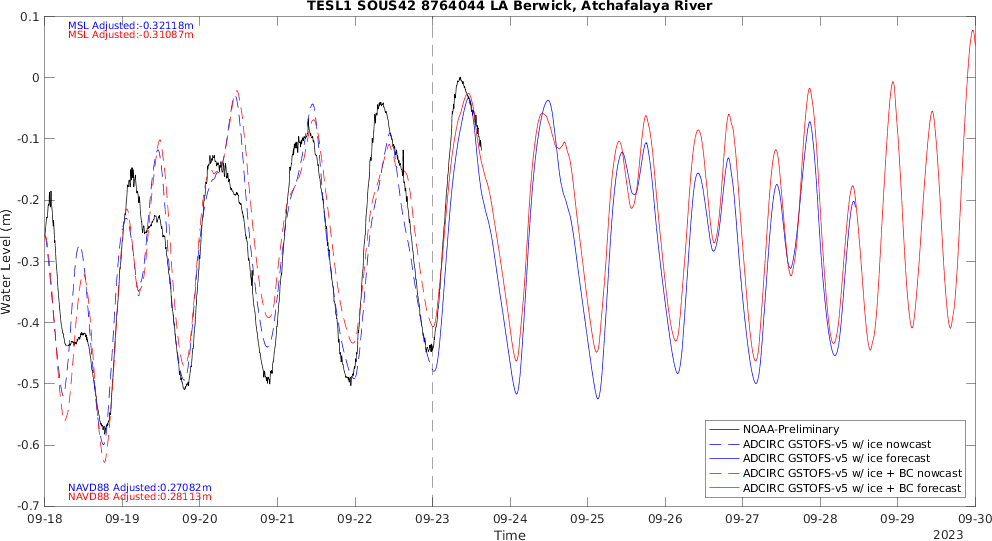 TESL1 SOUS42 8764044 LA Berwick, Atchafalaya River
MSL Adjusted:-0.32118m
MSL Adjusted:-0.31087m
0.1
0
-0.1
-0.2
-0.3
-0.4
-0.5
-0.6
-0.7
Water Level (m)
NOAA-Preliminary
ADCIRC GSTOFS-v5 w/ ice nowcast
ADCIRC GSTOFS-v5 w/ ice forecast
ADCIRC GSTOFS-v5 w/ ice + BC nowcast
ADCIRC GSTOFS-v5 w/ ice + BC forecast
NAVD88 Adjusted:0.27082m
NAVD88 Adjusted:0.28113m
09-18 09-19 09-20 09-21 09-22 09-23 09-24 09-25 09-26 09-27 09-28 09-29 09-30
2023
Time